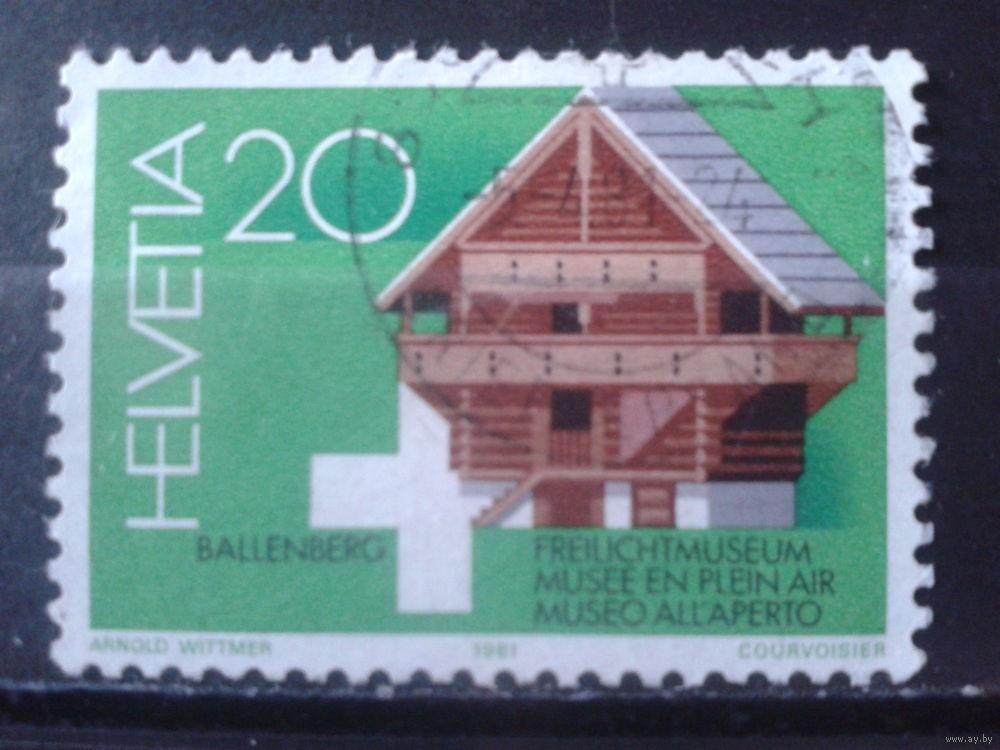 HELVETIA
20
BALLENBERG
FREILICHTMUSEUM
MUSEE EN PLEIN AIR
MUSEO ALL'APERTO
ARNOLD WITTMER
1981
COURVOISIER
www.ay.by